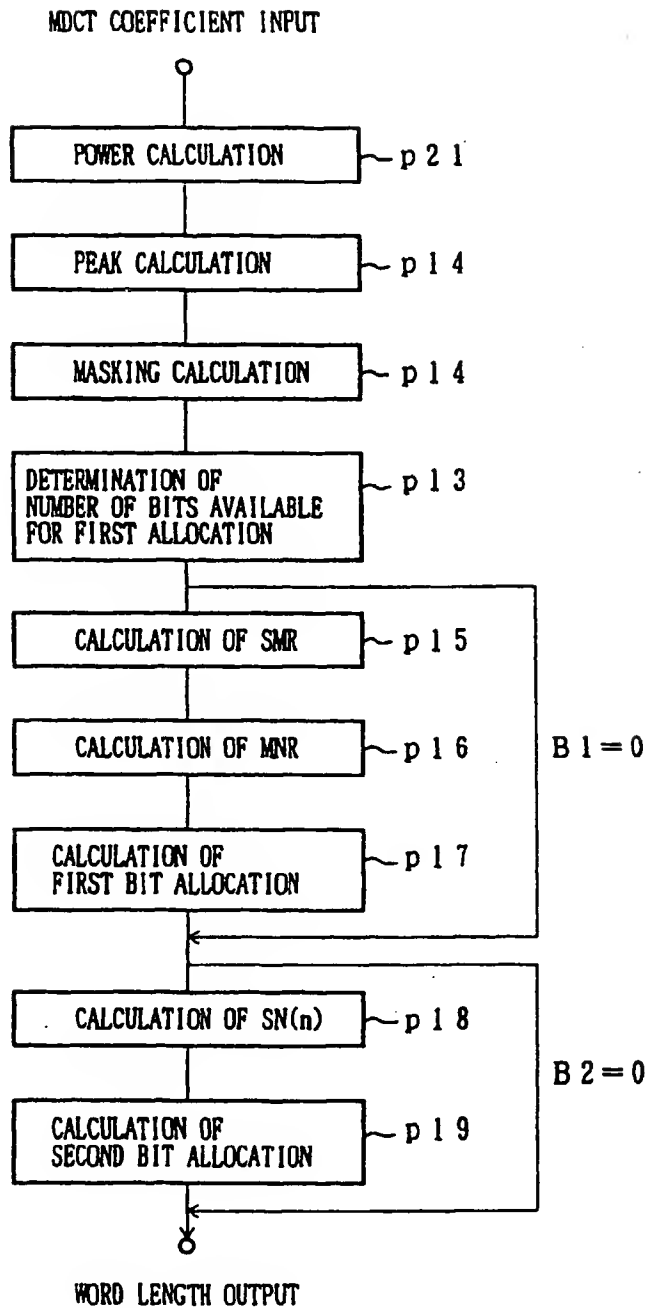 MDCT COEFFICIENT INPUT
POWER CALCULATION p21
PEAK CALCULATION p14
MASKING CALCULATION p14
DETERMINATION OF
NUMBER OF BITS AVAILABLE
FOR FIRST ALLOCATION
p13
CALCULATION OF SMR p15
CALCULATION OF MNR p16
B1=0
CALCULATION OF
FIRST BIT ALLOCATION
p17
CALCULATION OF SN(n) p18
B2=0
CALCULATION OF
SECOND BIT ALLOCATION
p19
WORD LENGTH OUTPUT